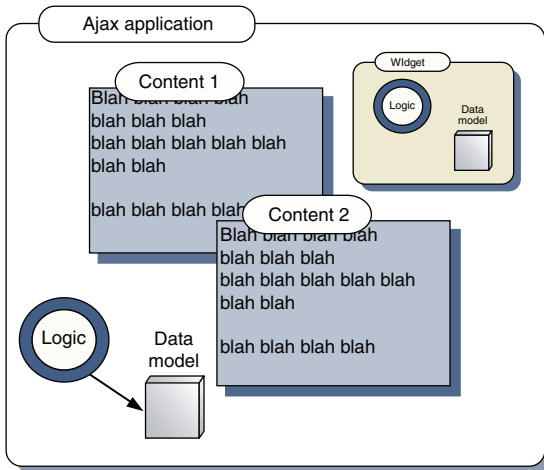 Ajax application
Content 1
Blah blah blah blah
blah blah blah
blah blah blah blah blah
blah blah
blah blah blah blah
WIdget
Logic
Data
model
Content 2
Blah blah blah blah
blah blah blah
blah blah blah blah blah
blah blah
blah blah blah blah
Logic
Data
model